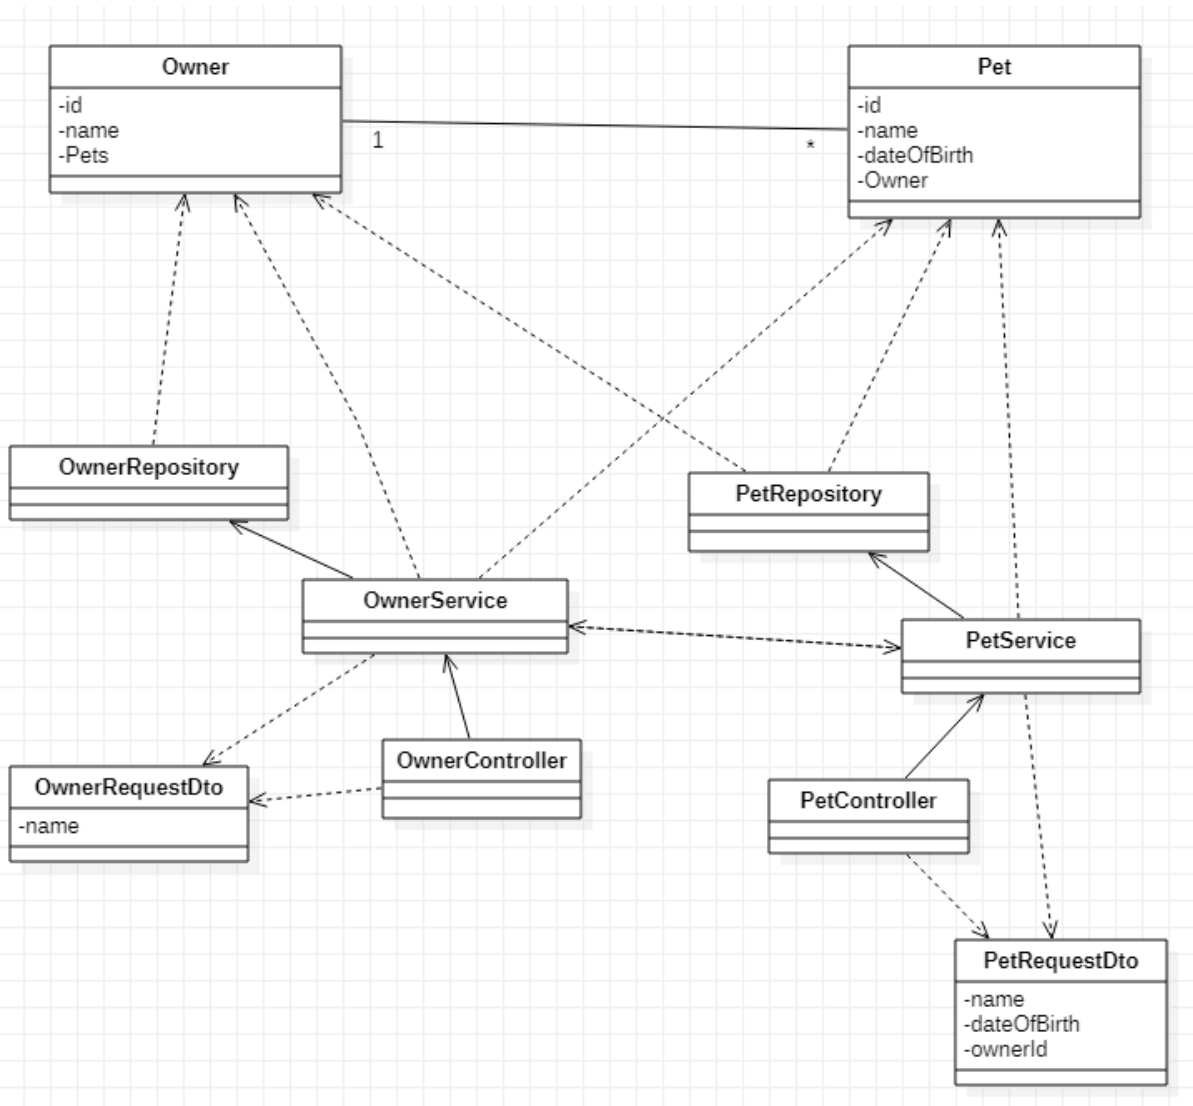 Owner
-id
-name
-Pets
1
*
Pet
-id
-name
-dateOfBirth
-Owner
OwnerRepository
PetRepository
OwnerService
PetService
OwnerRequestDto
-name
OwnerController
PetController
PetRequestDto
-name
-dateOfBirth
-ownerId